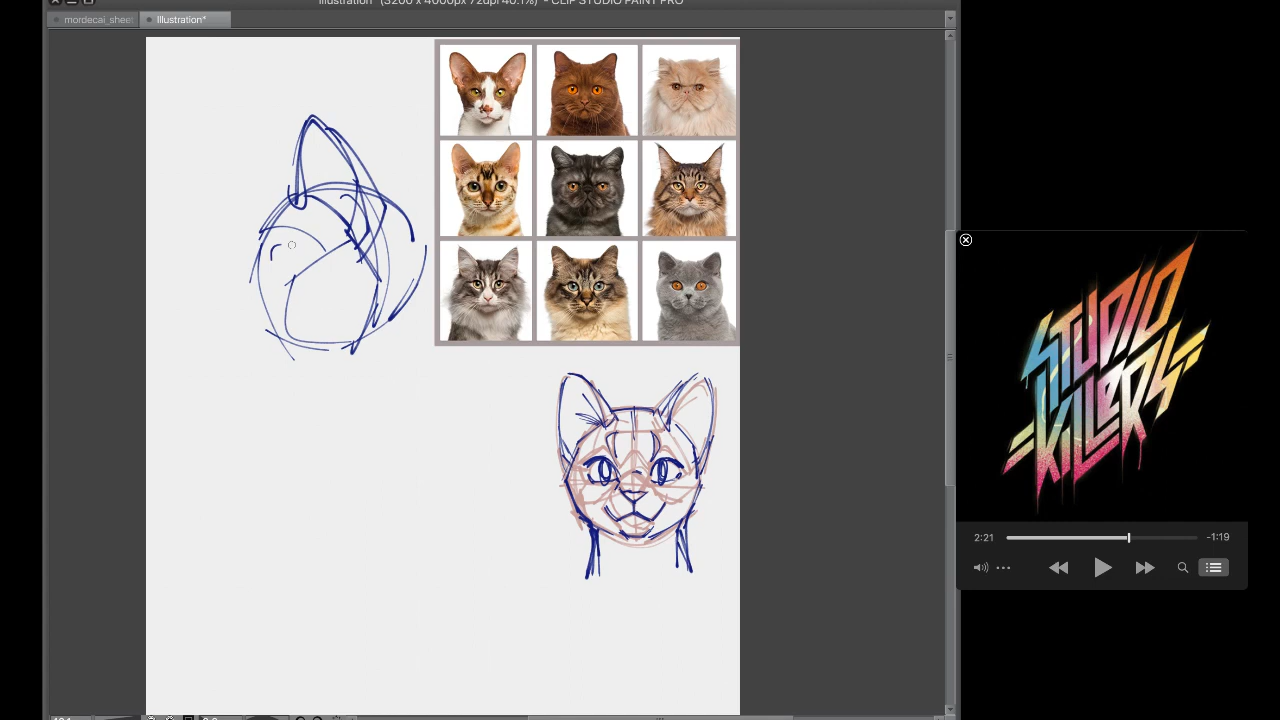 Illustration* (3200 x 4000px 72dpi 40.1%) - CLIP STUDIO PAINT PRO
mordecai_sheet
Illustration*
STUDIO
KILLERS
2:21
-1:19